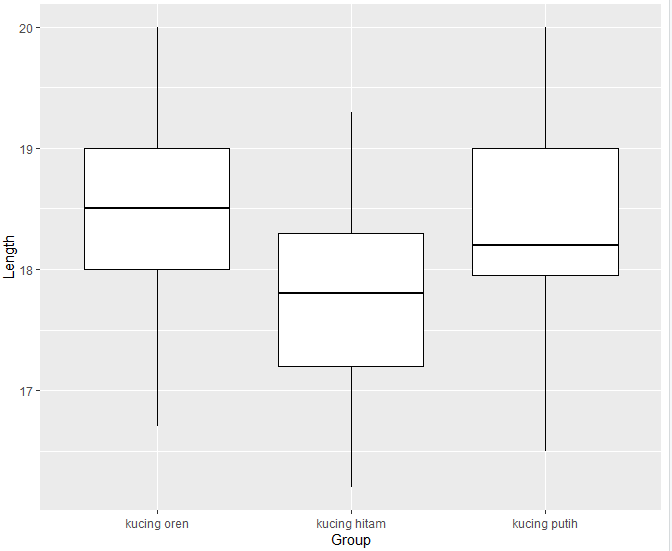 20
19
18
17
Length
kucing oren
kucing hitam
kucing putih
Group